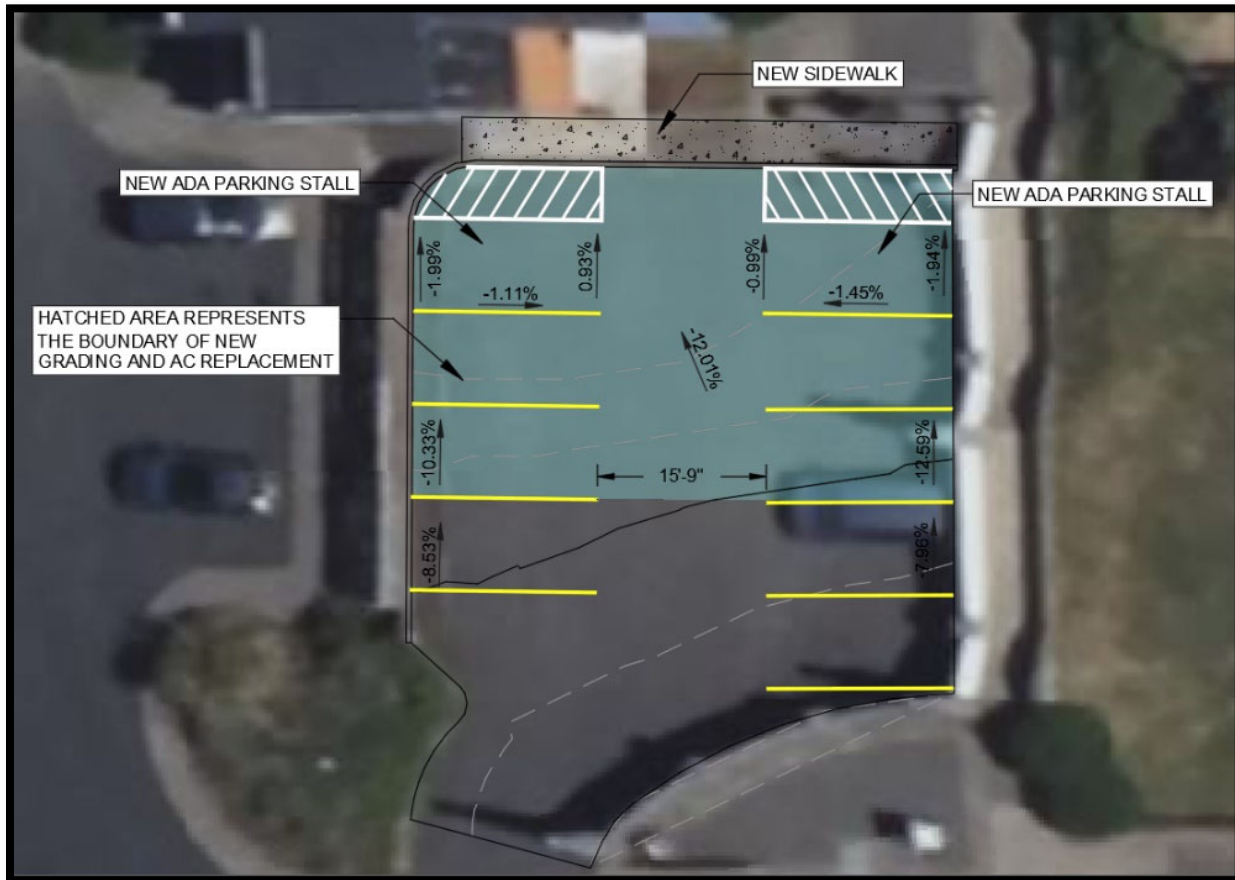 NEW SIDEWALK
NEW ADA PARKING STALL
NEW ADA PARKING STALL
-1.99%
0.93%
-0.99%
-1.94%
-1.11%
-1.45%
HATCHED AREA REPRESENTS
THE BOUNDARY OF NEW
GRADING AND AC REPLACEMENT
-12.01%
-10.33%
-12.59%
15'-9"
-8.53%
-7.96%